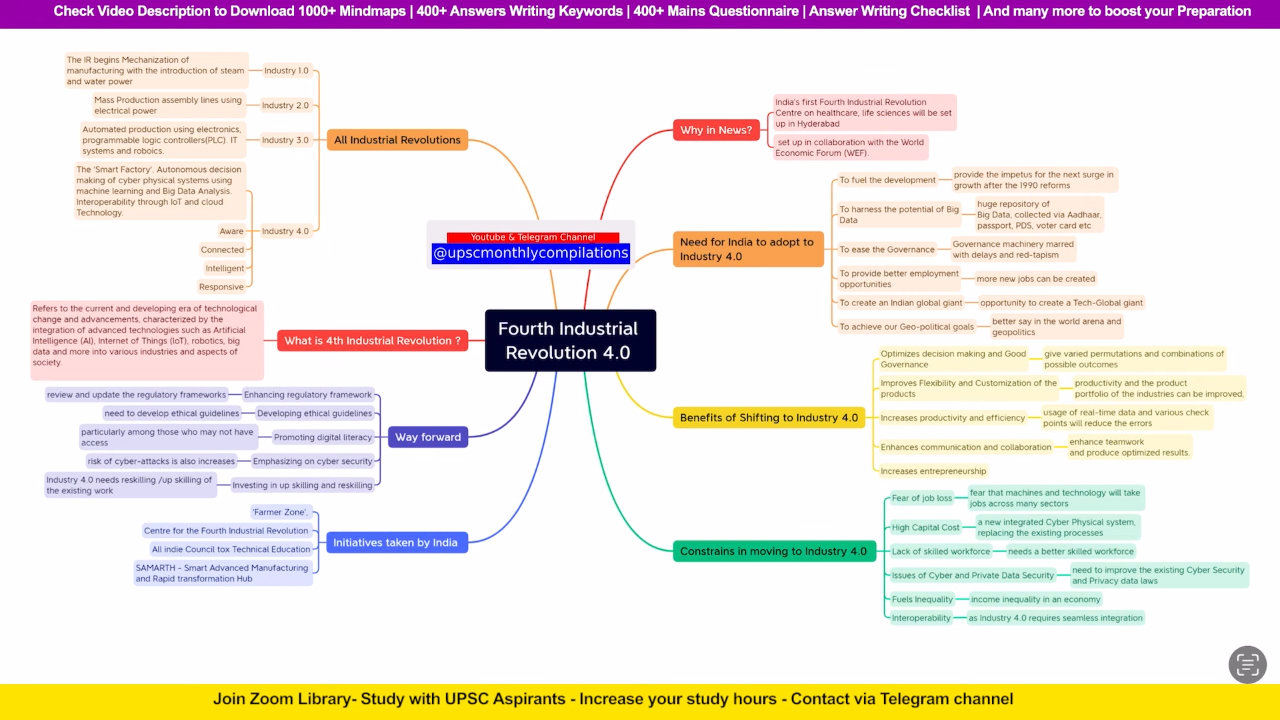 Check Video Description to Download 1000+ Mindmaps | 400+ Answers Writing Keywords | 400+ Mains Questionnaire | Answer Writing Checklist | And many more to boost your Preparation
Youtube & Telegram Channel
@upscmonthlycompilations
Fourth Industrial
Revolution 4.0
All Industrial Revolutions
Industry 1.0
The IR begins Mechanization of
manufacturing with the introduction of steam
and water power
Industry 2.0
Mass Production assembly lines using
electrical power
Industry 3.0
Automated production using electronics,
programmable logic controllers(PLC) IT
systems and roboics.
Industry 4.0
The 'Smart Factory'. Autonomous decision
making of cyber physical systems using
machine learning and Big Data Analysis.
Interoperability through IoT and cloud
Technology.
Aware
Connected
Intelligent
Responsive
What is 4th Industrial Revolution ?
Refers to the current and developing era of technological
change and advancements, characterized by the
integration of advanced technologies such as Artificial
Intelligence (AI), Internet of Things (IoT), robotics, big
data and more into various industries and aspects of
society.
Way forward
Enhancing regulatory framework
review and update the regulatory frameworks
Developing ethical guidelines
need to develop ethical guidelines
Promoting digital literacy
particularly among those who may not have
access
Emphasizing on cyber security
risk of cyber-attacks is also increases
Investing in up skilling and reskilling
Industry 4.0 needs reskilling /up skilling of
the existing work
Initiatives taken by India
'Farmer Zone'.
Centre for the Fourth Industrial Revolution
All indie Council tox Technical Education
SAMARTH - Smart Advanced Manufacturing
and Rapid transformation Hub
Why in News?
India's first Fourth Industrial Revolution
Centre on healthcare, life sciences will be set
up in Hyderabad
set up in collaboration with the World
Economic Forum (WEF).
Need for India to adopt to
Industry 4.0
To fuel the development
provide the impetus for the next surge in
growth after the 1990 reforms
To harness the potential of Big
Data
huge repository of
Big Data, collected via Aadhaar,
passport, PDS, voter card etc
To ease the Governance
Governance machinery marred
with delays and red-tapism
To provide better employment
opportunities
more new jobs can be created
To create an Indian global giant
opportunity to create a Tech-Global giant
To achieve our Geo-political goals
better say in the world arena and
geopolitics
Benefits of Shifting to Industry 4.0
Optimizes decision making and Good
Governance
give varied permutations and combinations of
possible outcomes
Improves Flexibility and Customization of the
products
productivity and the product
portfolio of the industries can be improved,
Increases productivity and efficiency
usage of real-time data and various check
points will reduce the errors
Enhances communication and collaboration
enhance teamwork
and produce optimized results.
Increases entrepreneurship
Constrains in moving to Industry 4.0
Fear of job loss
fear that machines and technology will take
jobs across many sectors
High Capital Cost
a new integrated Cyber Physical system,
replacing the existing processes
Lack of skilled workforce
needs a better skilled workforce
Issues of Cyber and Private Data Security
need to improve the existing Cyber Security
and Privacy data laws
Fuels Inequality
income inequality in an economy
Interoperability
as Industry 4.0 requires seamless integration
Join Zoom Library- Study with UPSC Aspirants - Increase your study hours - Contact via Telegram channel